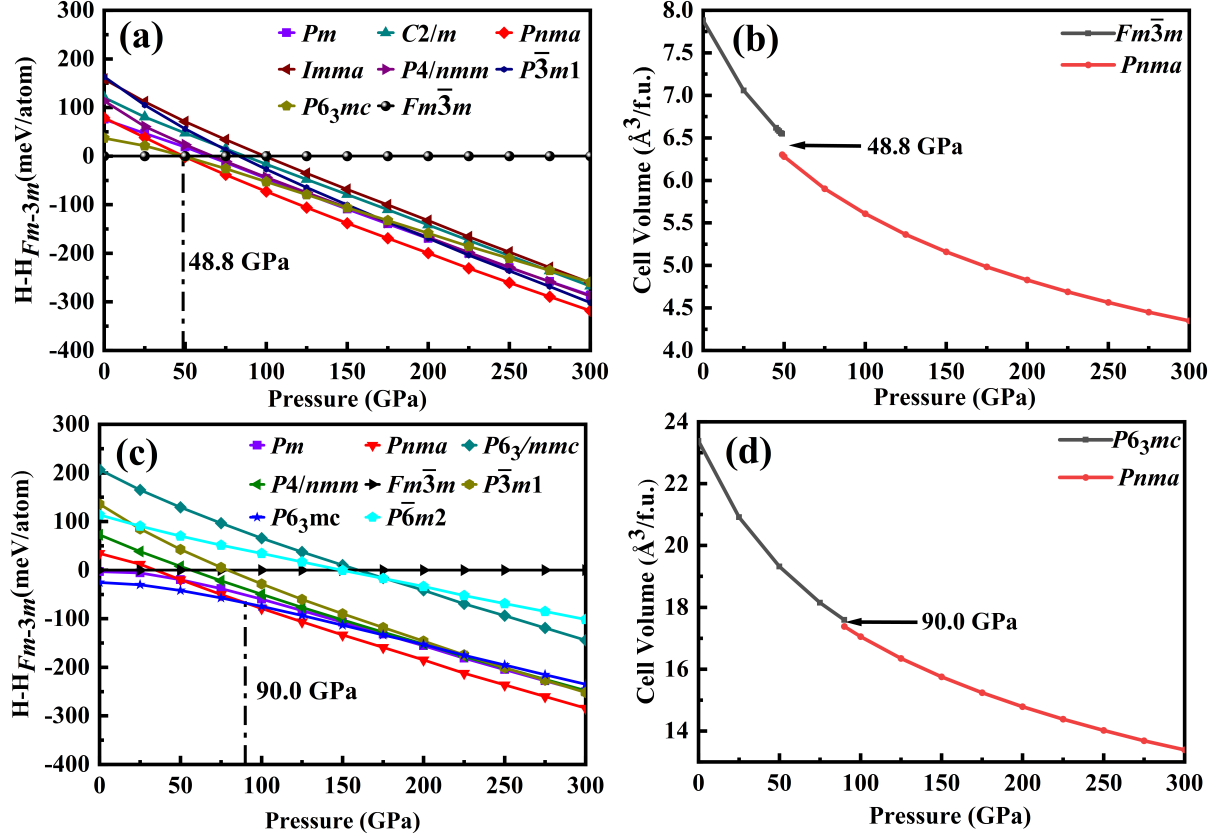 (a)
Pm C2/m Pnma
Imma P4/nmm P3̅m1
P6₃mc Fm3̅m
48.8 GPa
300
200
100
0
-100
-200
-300
-400
H-H_Fm-3m(meV/atom)
0 50 100 150 200 250 300
Pressure (GPa)
(b)
Fm3̅m
Pnma
48.8 GPa
8.0
7.5
7.0
6.5
6.0
5.5
5.0
4.5
4.0
Cell Volume (Å³/f.u.)
0 50 100 150 200 250 300
Pressure (GPa)
(c)
Pm Pnma P6₃/mmc
P4/nmm Fm3̅m P3̅m1
P6₃mc P6̅m2
90.0 GPa
300
200
100
0
-100
-200
-300
-400
H-H_Fm-3m(meV/atom)
0 50 100 150 200 250 300
Pressure (GPa)
(d)
P6₃mc
Pnma
90.0 GPa
24
22
20
18
16
14
Cell Volume (Å³/f.u.)
0 50 100 150 200 250 300
Pressure (GPa)